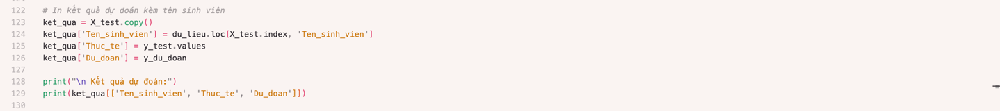 122 # In kết quả dự đoán kèm tên sinh viên
123 ket_qua = X_test.copy()
124 ket_qua['Ten_sinh_vien'] = du_lieu.loc[X_test.index, 'Ten_sinh_vien']
125 ket_qua['Thuc_te'] = y_test.values
126 ket_qua['Du_doan'] = y_du_doan
127
128 print("\n Kết quả dự đoán:")
129 print(ket_qua[['Ten_sinh_vien', 'Thuc_te', 'Du_doan']])
130